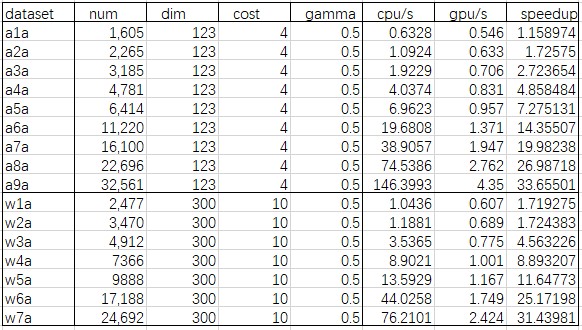 dataset num dim cost gamma cpu/s gpu/s speedup
a1a 1,605 123 4 0.5 0.6328 0.546 1.158974
a2a 2,265 123 4 0.5 1.0924 0.633 1.72575
a3a 3,185 123 4 0.5 1.9229 0.706 2.723654
a4a 4,781 123 4 0.5 4.0374 0.831 4.858484
a5a 6,414 123 4 0.5 6.9623 0.957 7.275131
a6a 11,220 123 4 0.5 19.6808 1.371 14.35507
a7a 16,100 123 4 0.5 38.9057 1.947 19.98238
a8a 22,696 123 4 0.5 74.5386 2.762 26.98718
a9a 32,561 123 4 0.5 146.3993 4.35 33.65501
w1a 2,477 300 10 0.5 1.0436 0.607 1.719275
w2a 3,470 300 10 0.5 1.1881 0.689 1.724383
w3a 4,912 300 10 0.5 3.5365 0.775 4.563226
w4a 7366 300 10 0.5 8.9021 1.001 8.893207
w5a 9888 300 10 0.5 13.5929 1.167 11.64773
w6a 17,188 300 10 0.5 44.0258 1.749 25.17198
w7a 24,692 300 10 0.5 76.2101 2.424 31.43981